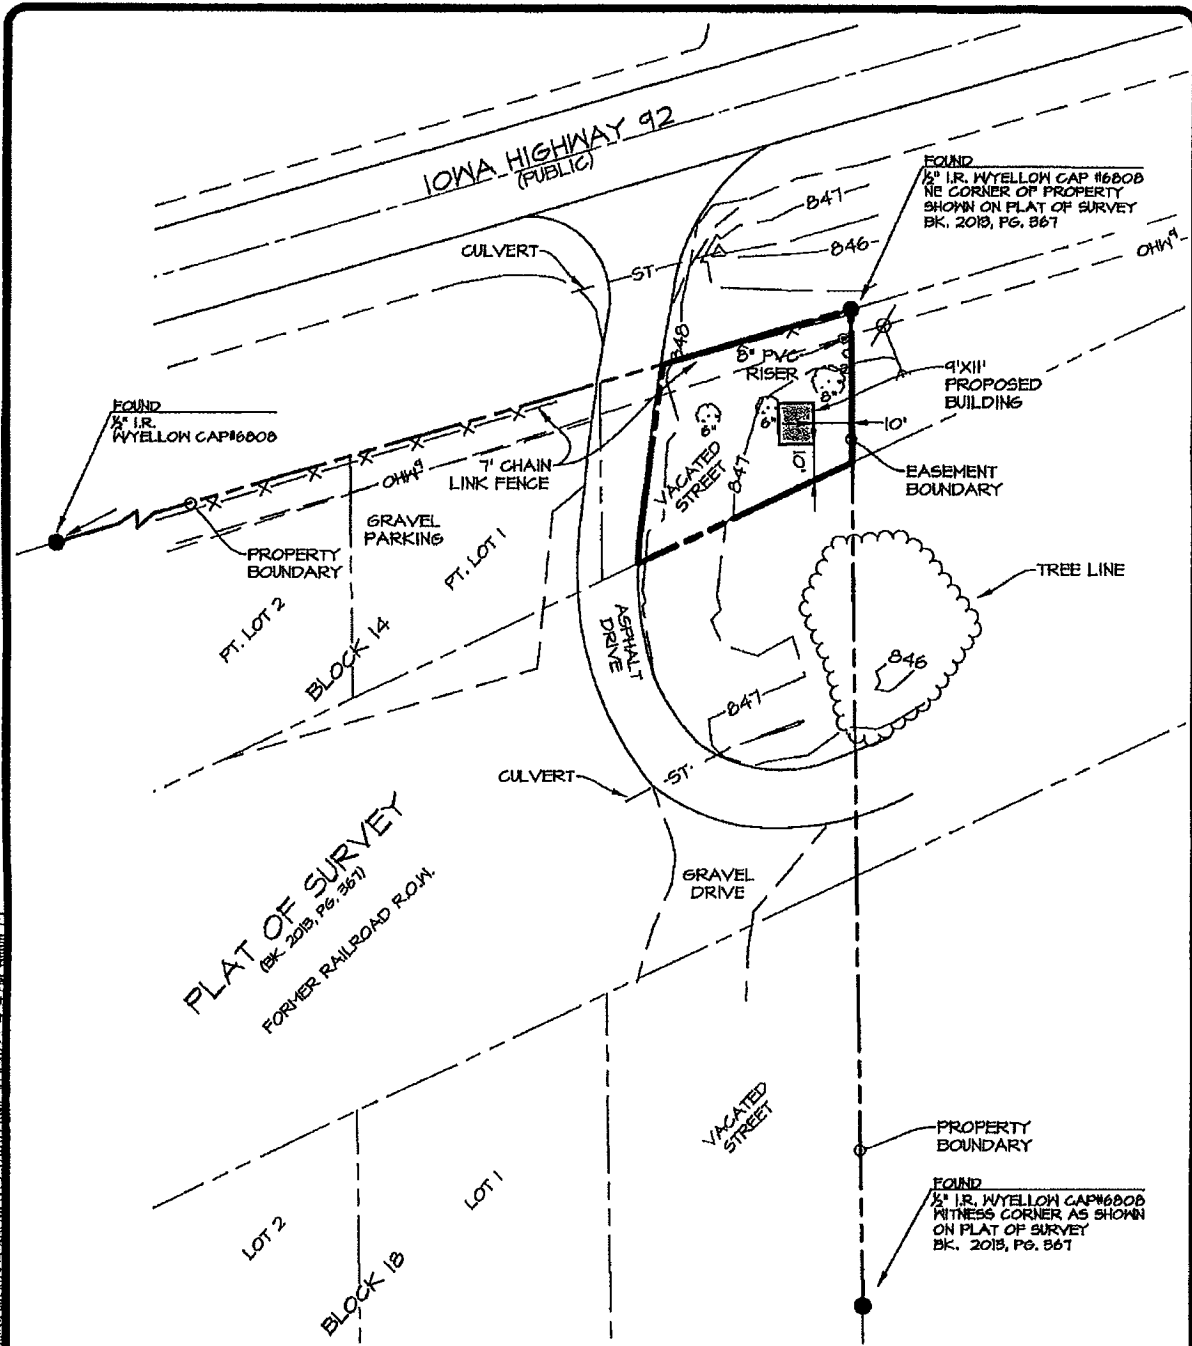 IOWA HIGHWAY 92
(PUBLIC)
FOUND
½" I.R. W/YELLOW CAP #6808
NE CORNER OF PROPERTY
SHOWN ON PLAT OF SURVEY
BK. 2013, PG. 367
847
846
OHW⁴
CULVERT
ST
848
8" PVC
RISER
8"
6"
6"
9'X11'
PROPOSED
BUILDING
10'
10'
FOUND
½" I.R.
W/YELLOW CAP#6808
7' CHAIN
LINK FENCE
OHW⁴
VACATED
STREET
847
EASEMENT
BOUNDARY
GRAVEL
PARKING
PROPERTY
BOUNDARY
PT. LOT 1
PT. LOT 2
BLOCK 14
TREE LINE
ASPHALT
DRIVE
846
847
CULVERT
ST
PLAT OF SURVEY
(BK. 2013, PG. 367)
FORMER RAILROAD R.O.W.
GRAVEL
DRIVE
VACATED
STREET
PROPERTY
BOUNDARY
LOT 1
LOT 2
BLOCK 18
FOUND
½" I.R. W/YELLOW CAP#6808
WITNESS CORNER AS SHOWN
ON PLAT OF SURVEY
BK. 2013, PG. 367